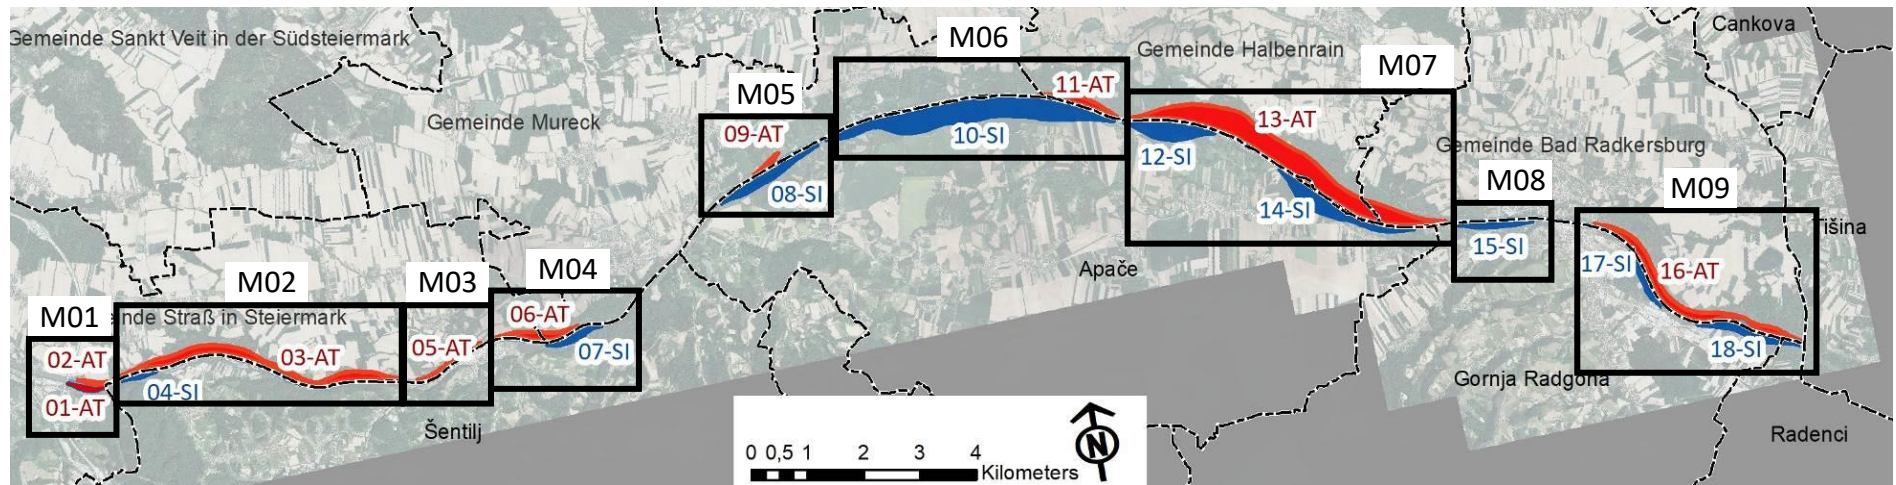 Gemeinde Sankt Veit in der Südsteiermark
Cankova
M06
Gemeinde Halbenrain
M07
M05
11-AT
Gemeinde Mureck
09-AT
13-AT
10-SI
Gemeinde Bad Radkersburg
12-SI
M08
M09
08-SI
14-SI
išina
15-SI
17-SI
16-AT
Apače
M04
M03
M02
M01
inde Straß in Steiermark
06-AT
02-AT
03-AT
05-AT
07-SI
18-SI
04-SI
01-AT
Gornja Radgona
Šentilj
Radenci
N
0 0,5 1 2 3 4
Kilometers